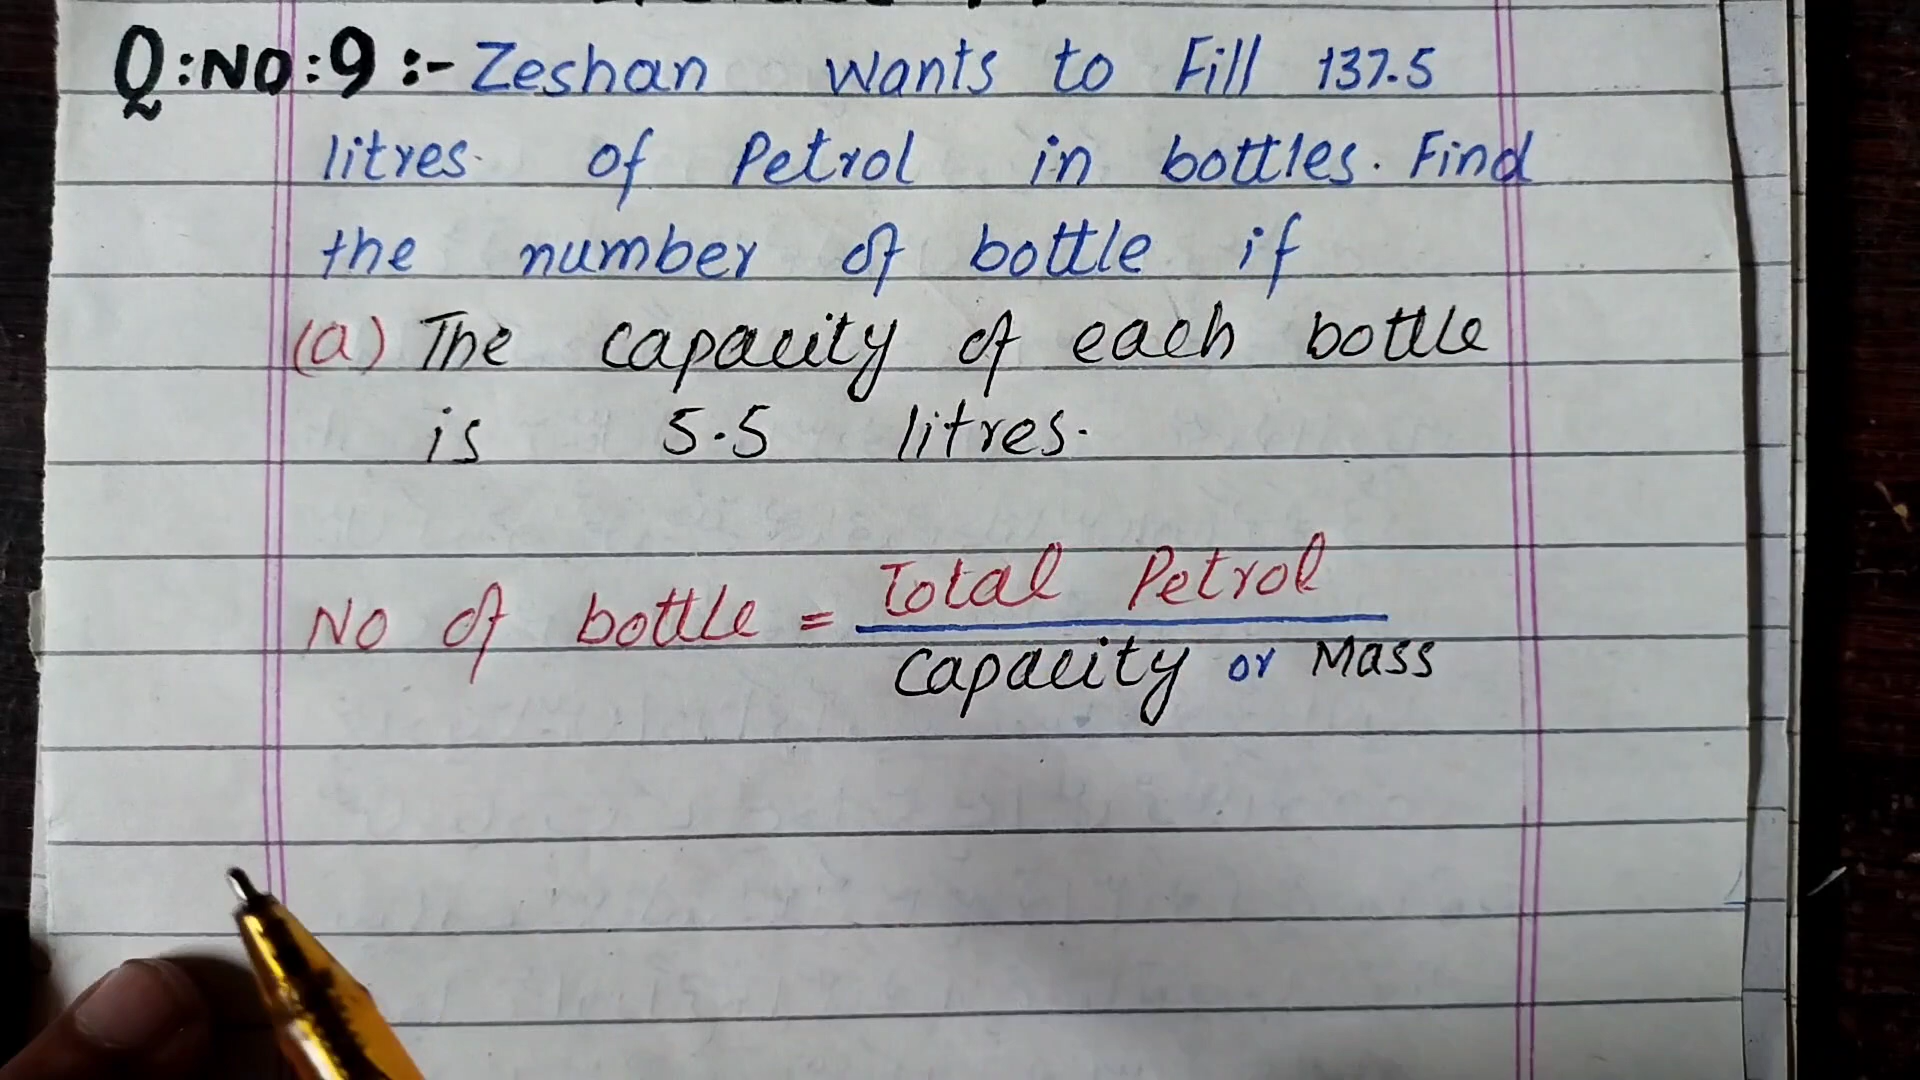 Q:NO:9:- Zeshan wants to Fill 137.5
litres. of Petrol in bottles. Find
the number of bottle if
(a) The capacity of each bottle
is 5.5 litres.
No of bottle = Total Petrol
capacity or Mass